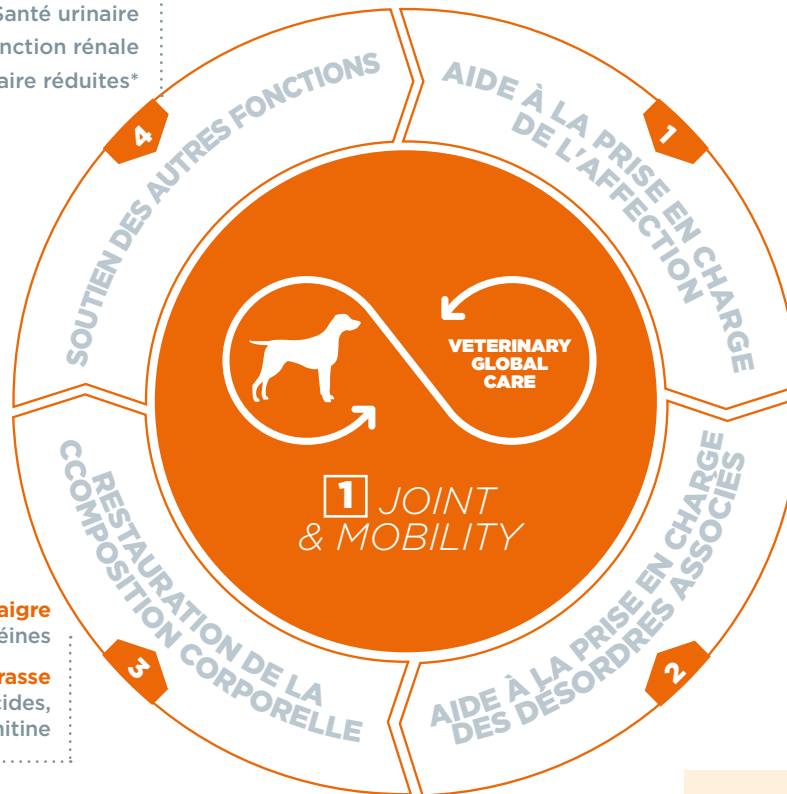 Santé urinaire
nction rénale
aire réduites*
4
SOUTIEN DES AUTRES FONCTIONS
1
AIDE À LA PRISE EN CHARGE
DE L'AFFECTION
VETERINARY
GLOBAL
CARE
1 JOINT
& MOBILITY
2
AIDE À LA PRISE EN CHARGE
DES DÉSORDRES ASSOCIÉS
3
RESTAURATION DE LA
CCOMPOSITION CORPORELLE
aigre
éines
rasse
cides,
nitine